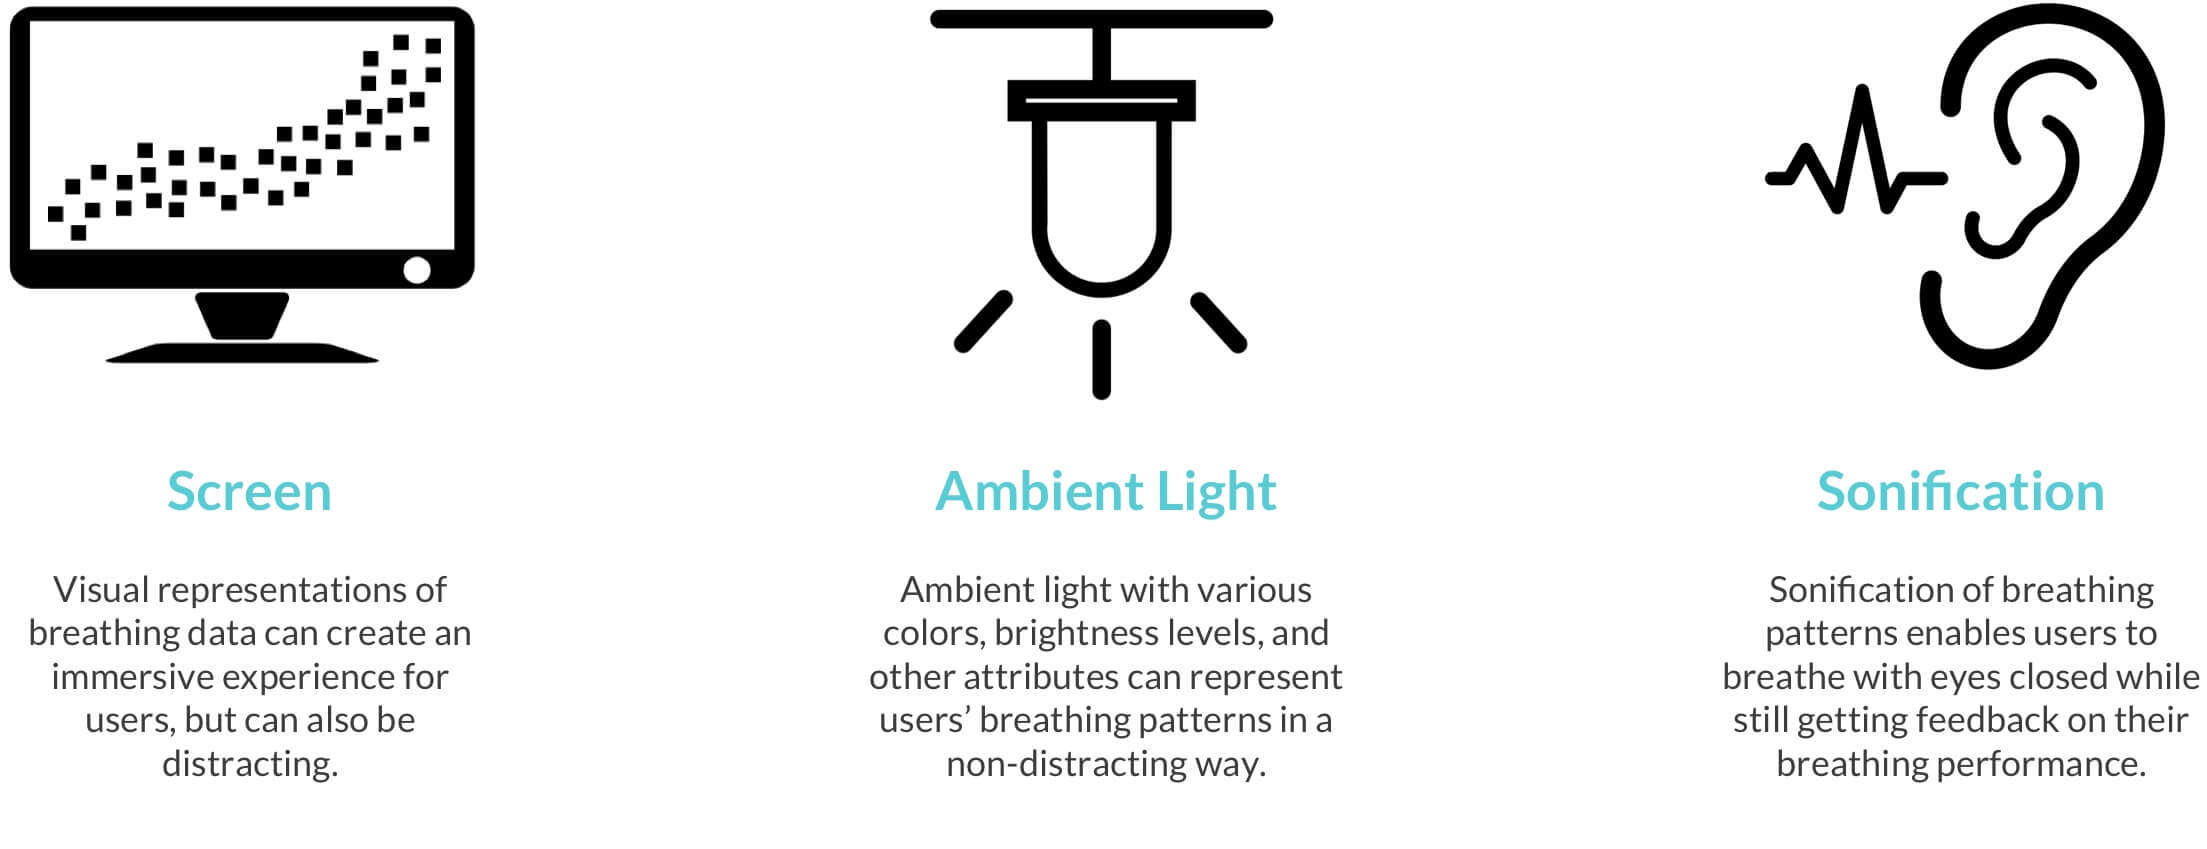 Screen
Visual representations of
breathing data can create an
immersive experience for
users, but can also be
distracting.
Ambient Light
Ambient light with various
colors, brightness levels, and
other attributes can represent
users’ breathing patterns in a
non-distracting way.
Sonification
Sonification of breathing
patterns enables users to
breathe with eyes closed while
still getting feedback on their
breathing performance.